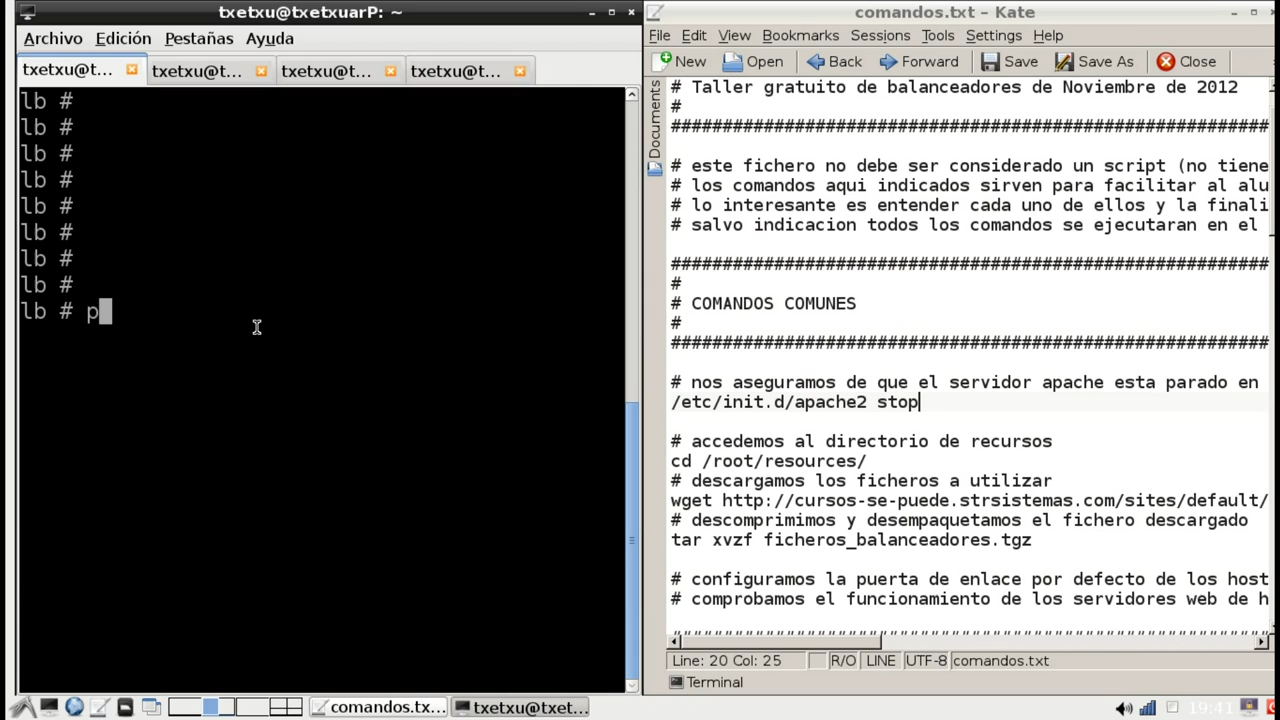 txetxu@txetxuarP: ~
Archivo Edición Pestañas Ayuda
txetxu@t... txetxu@t... txetxu@t... txetxu@t...
lb #
lb #
lb #
lb #
lb #
lb #
lb #
lb #
lb # p
comandos.txt – Kate
File Edit View Bookmarks Sessions Tools Settings Help
New Open Back Forward Save Save As Close
Documents
# Taller gratuito de balanceadores de Noviembre de 2012
#
##########################################################
# este fichero no debe ser considerado un script (no tiene
# los comandos aqui indicados sirven para facilitar al alu
# lo interesante es entender cada uno de ellos y la finali
# salvo indicacion todos los comandos se ejecutaran en el
##########################################################
#
# COMANDOS COMUNES
#
##########################################################
# nos aseguramos de que el servidor apache esta parado en
/etc/init.d/apache2 stop
# accedemos al directorio de recursos
cd /root/resources/
# descargamos los ficheros a utilizar
wget http://cursos-se-puede.strsistemas.com/sites/default/
# descomprimimos y desempaquetamos el fichero descargado
tar xvzf ficheros_balanceadores.tgz
# configuramos la puerta de enlace por defecto de los host
# comprobamos el funcionamiento de los servidores web de h
Line: 20 Col: 25 R/O LINE UTF-8 comandos.txt
Terminal
comandos.tx... txetxu@txet... 19:41